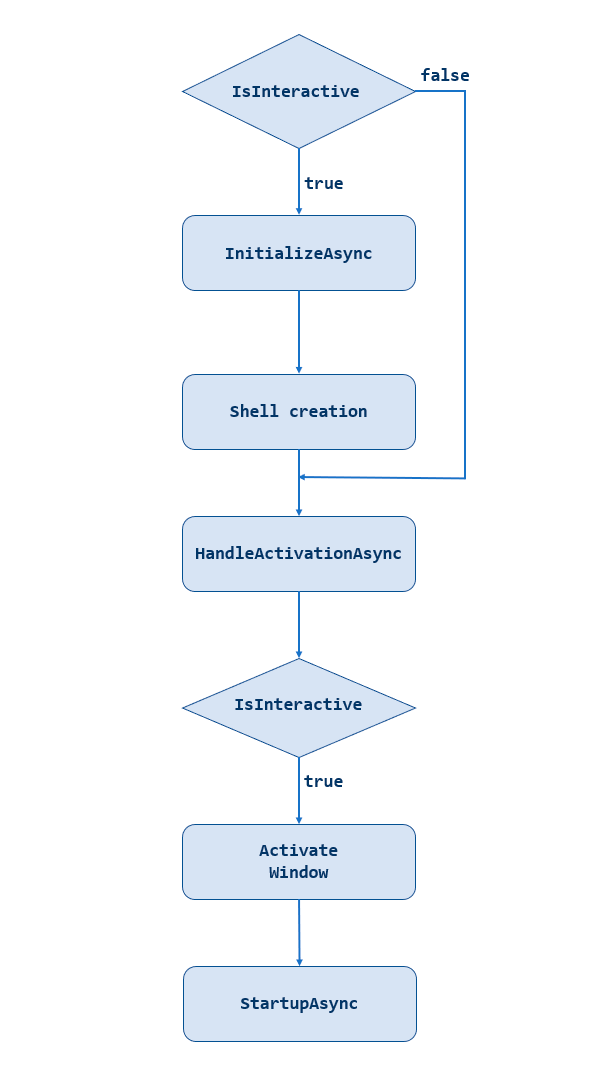 IsInteractive
false
true
InitializeAsync
Shell creation
HandleActivationAsync
IsInteractive
true
Activate
Window
StartupAsync